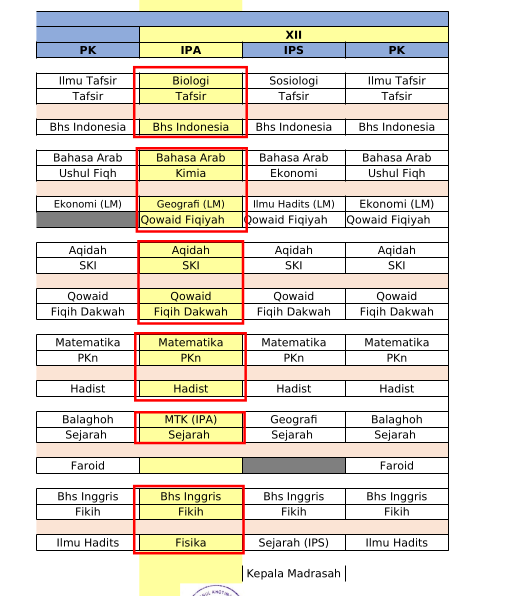 XII
PK IPA IPS PK
Ilmu Tafsir Biologi Sosiologi Ilmu Tafsir
Tafsir Tafsir Tafsir Tafsir
Bhs Indonesia Bhs Indonesia Bhs Indonesia Bhs Indonesia
Bahasa Arab Bahasa Arab Bahasa Arab Bahasa Arab
Ushul Fiqh Kimia Ekonomi Ushul Fiqh
Ekonomi (LM) Geografi (LM) Ilmu Hadits (LM) Ekonomi (LM)
Qowaid Fiqiyah Qowaid Fiqiyah Qowaid Fiqiyah
Aqidah Aqidah Aqidah Aqidah
SKI SKI SKI SKI
Qowaid Qowaid Qowaid Qowaid
Fiqih Dakwah Fiqih Dakwah Fiqih Dakwah Fiqih Dakwah
Matematika Matematika Matematika Matematika
PKn PKn PKn PKn
Hadist Hadist Hadist Hadist
Balaghoh MTK (IPA) Geografi Balaghoh
Sejarah Sejarah Sejarah Sejarah
Faroid Faroid
Bhs Inggris Bhs Inggris Bhs Inggris Bhs Inggris
Fikih Fikih Fikih Fikih
Ilmu Hadits Fisika Sejarah (IPS) Ilmu Hadits
Kepala Madrasah